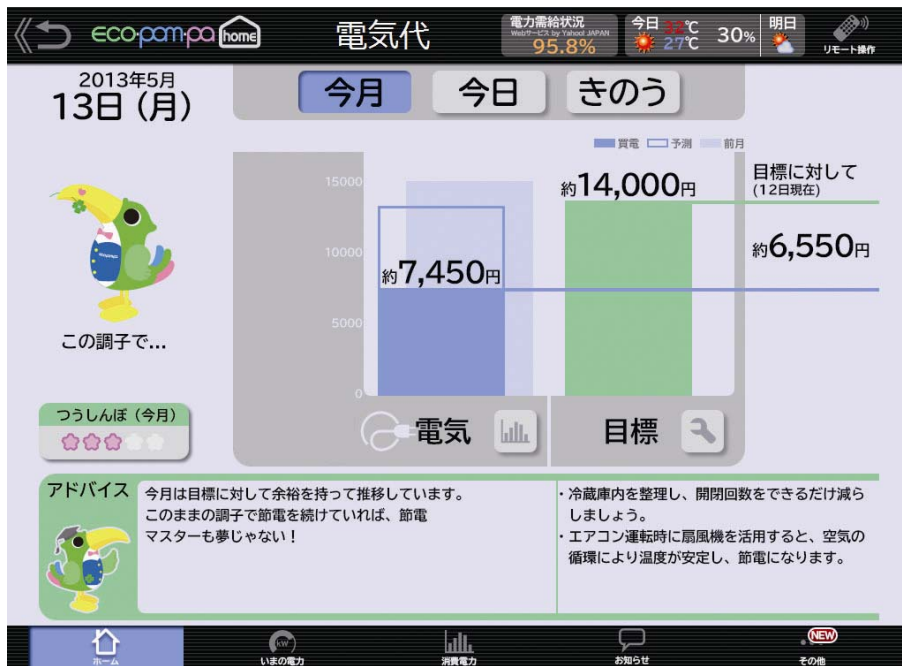 eco・pam・pa home
電気代
電力需給状況
Webサービス by Yahoo! JAPAN
95.8%
今日 32℃
27℃
30%
明日
リモート操作
2013年5月
13日(月)
今月
今日
きのう
買電 予測 前月
15000
10000
5000
0
約7,450円
約14,000円
目標に対して
(12日現在)
約6,550円
この調子で...
つうしんぼ(今月)
電気
目標
アドバイス
今月は目標に対して余裕を持って推移しています。
このままの調子で節電を続けていれば、節電
マスターも夢じゃない!
・冷蔵庫内を整理し、開閉回数をできるだけ減ら
しましょう。
・エアコン運転時に扇風機を活用すると、空気の
循環により温度が安定し、節電になります。
ホーム
kW
いまの電力
消費電力
お知らせ
NEW
その他